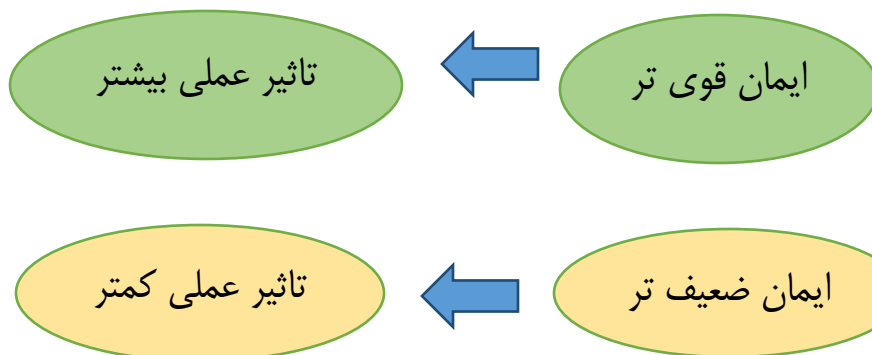 ایمان قوی تر
تاثیر عملی بیشتر
ایمان ضعیف تر
تاثیر عملی کمتر